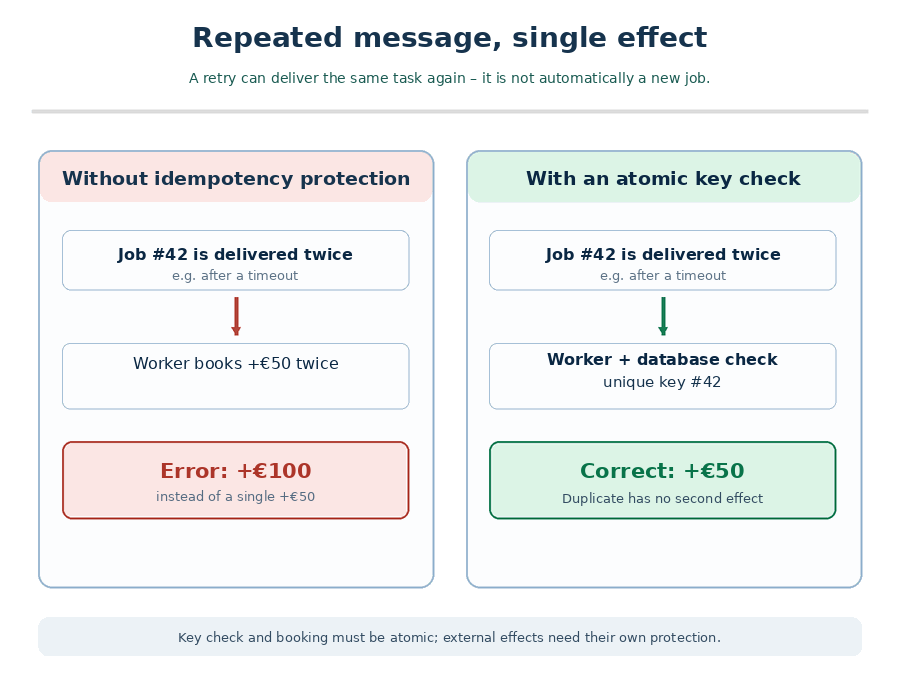 Repeated message, single effect
A retry can deliver the same task again – it is not automatically a new job.
Without idempotency protection
Job #42 is delivered twice
e.g. after a timeout
Worker books +€50 twice
Error: +€100
instead of a single +€50
With an atomic key check
Job #42 is delivered twice
e.g. after a timeout
Worker + database check
unique key #42
Correct: +€50
Duplicate has no second effect
Key check and booking must be atomic; external effects need their own protection.